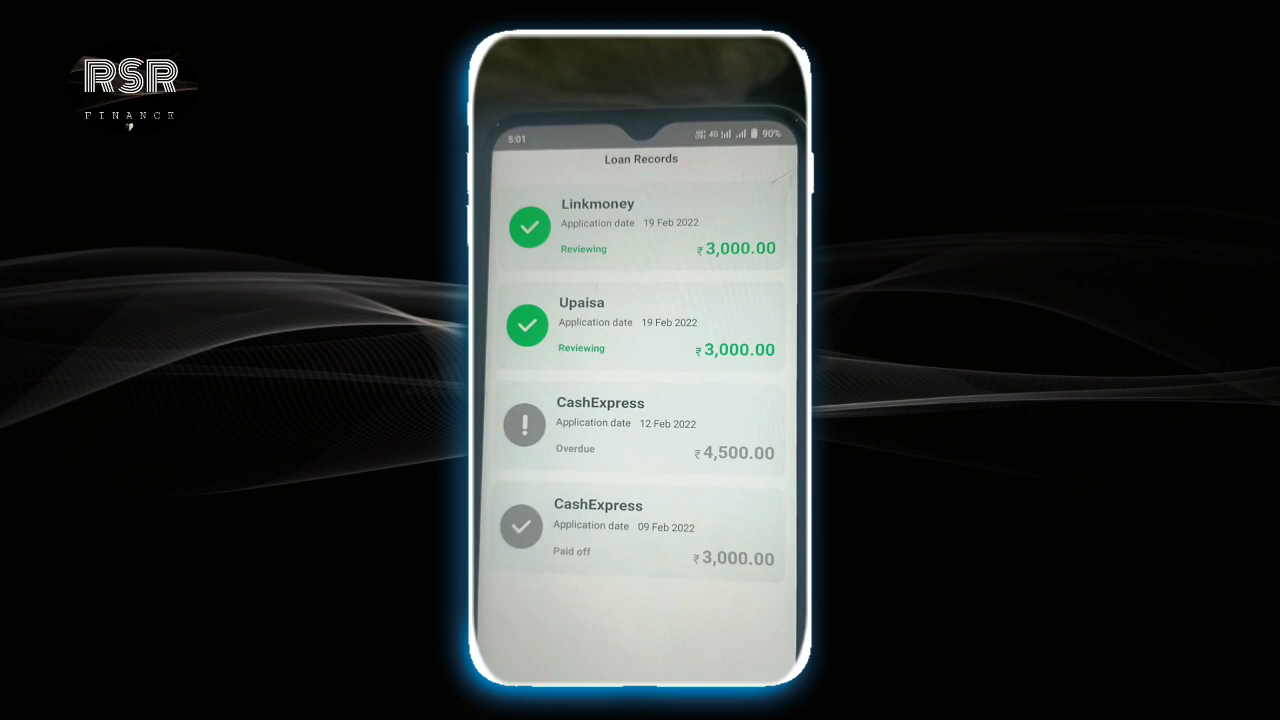 RSR
FINANCE
5:01
4G 90%
Loan Records
Linkmoney
Application date 19 Feb 2022
Reviewing ₹3,000.00
Upaisa
Application date 19 Feb 2022
Reviewing ₹3,000.00
CashExpress
Application date 12 Feb 2022
Overdue ₹4,500.00
CashExpress
Application date 09 Feb 2022
Paid off ₹3,000.00